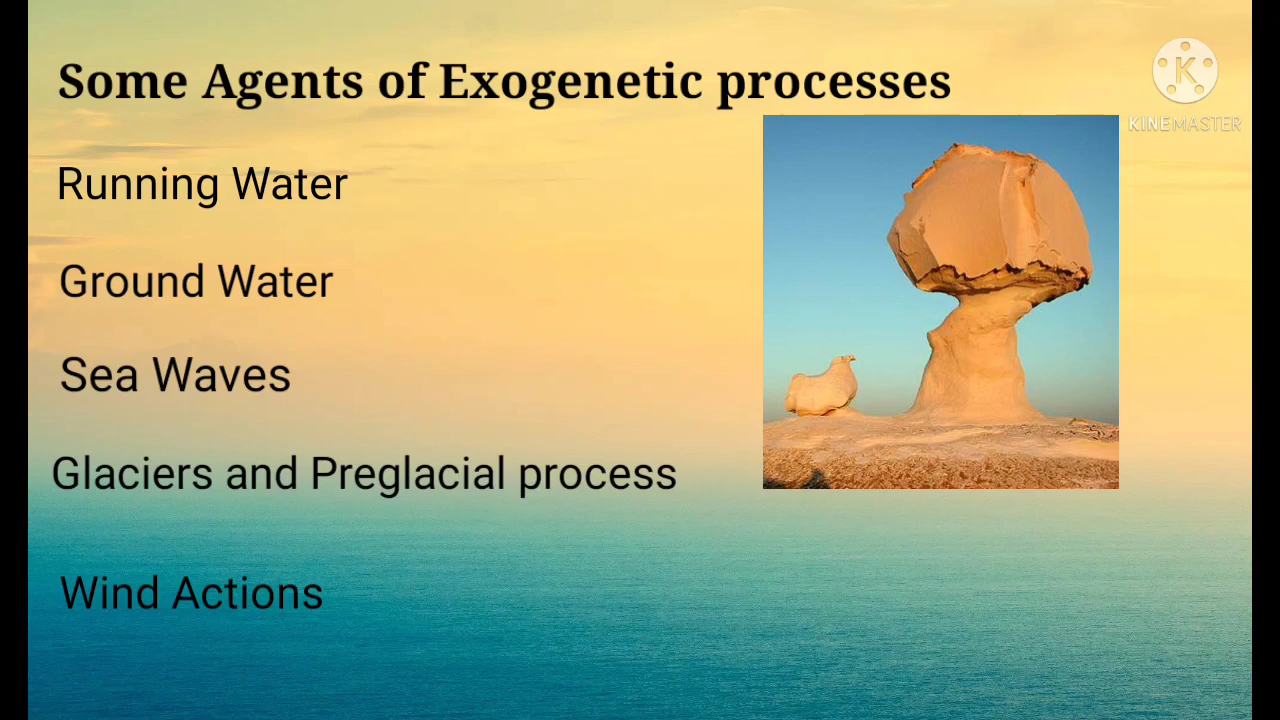 Some Agents of Exogenetic processes
K
KINEMASTER
Running Water
Ground Water
Sea Waves
Glaciers and Preglacial process
Wind Actions